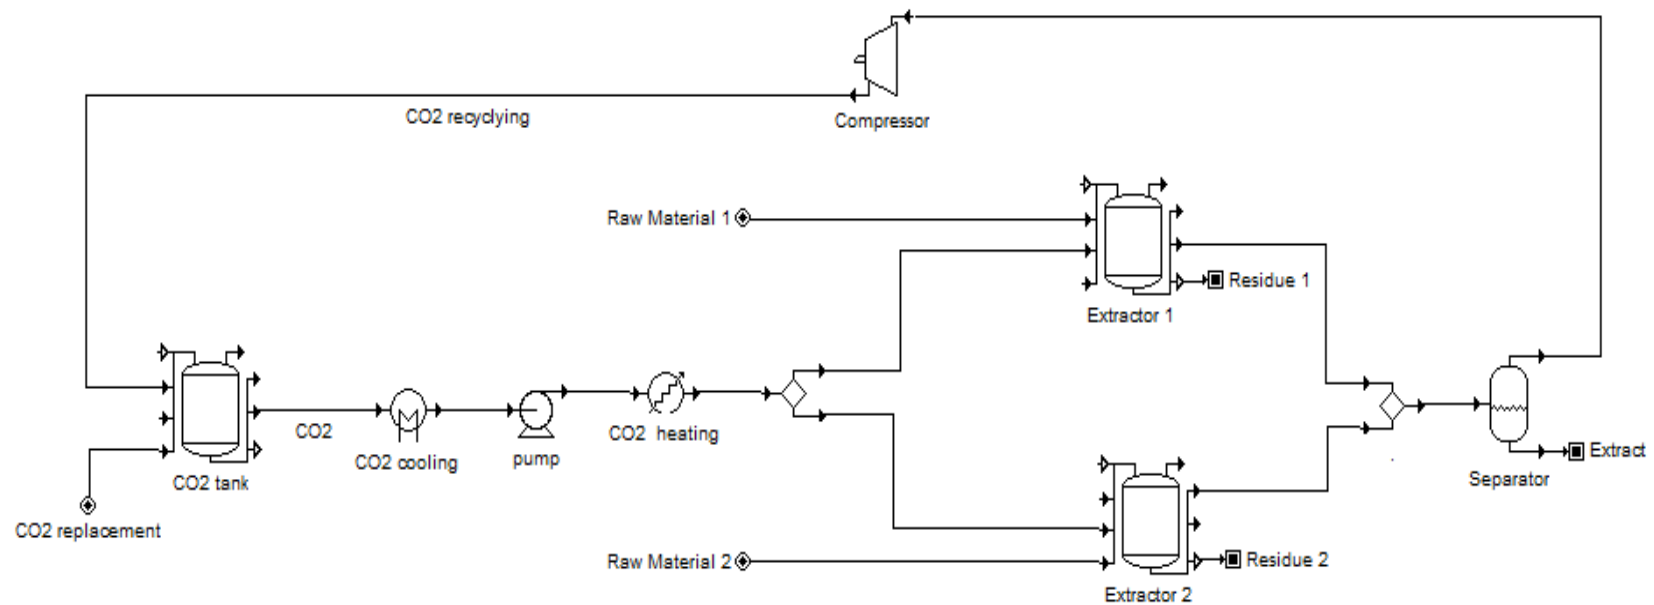 CO2 recyclying
Compressor
Raw Material 1
Residue 1
Extractor 1
CO2
CO2 cooling
pump
CO2 heating
CO2 tank
CO2 replacement
Extract
Separator
Raw Material 2
Residue 2
Extractor 2